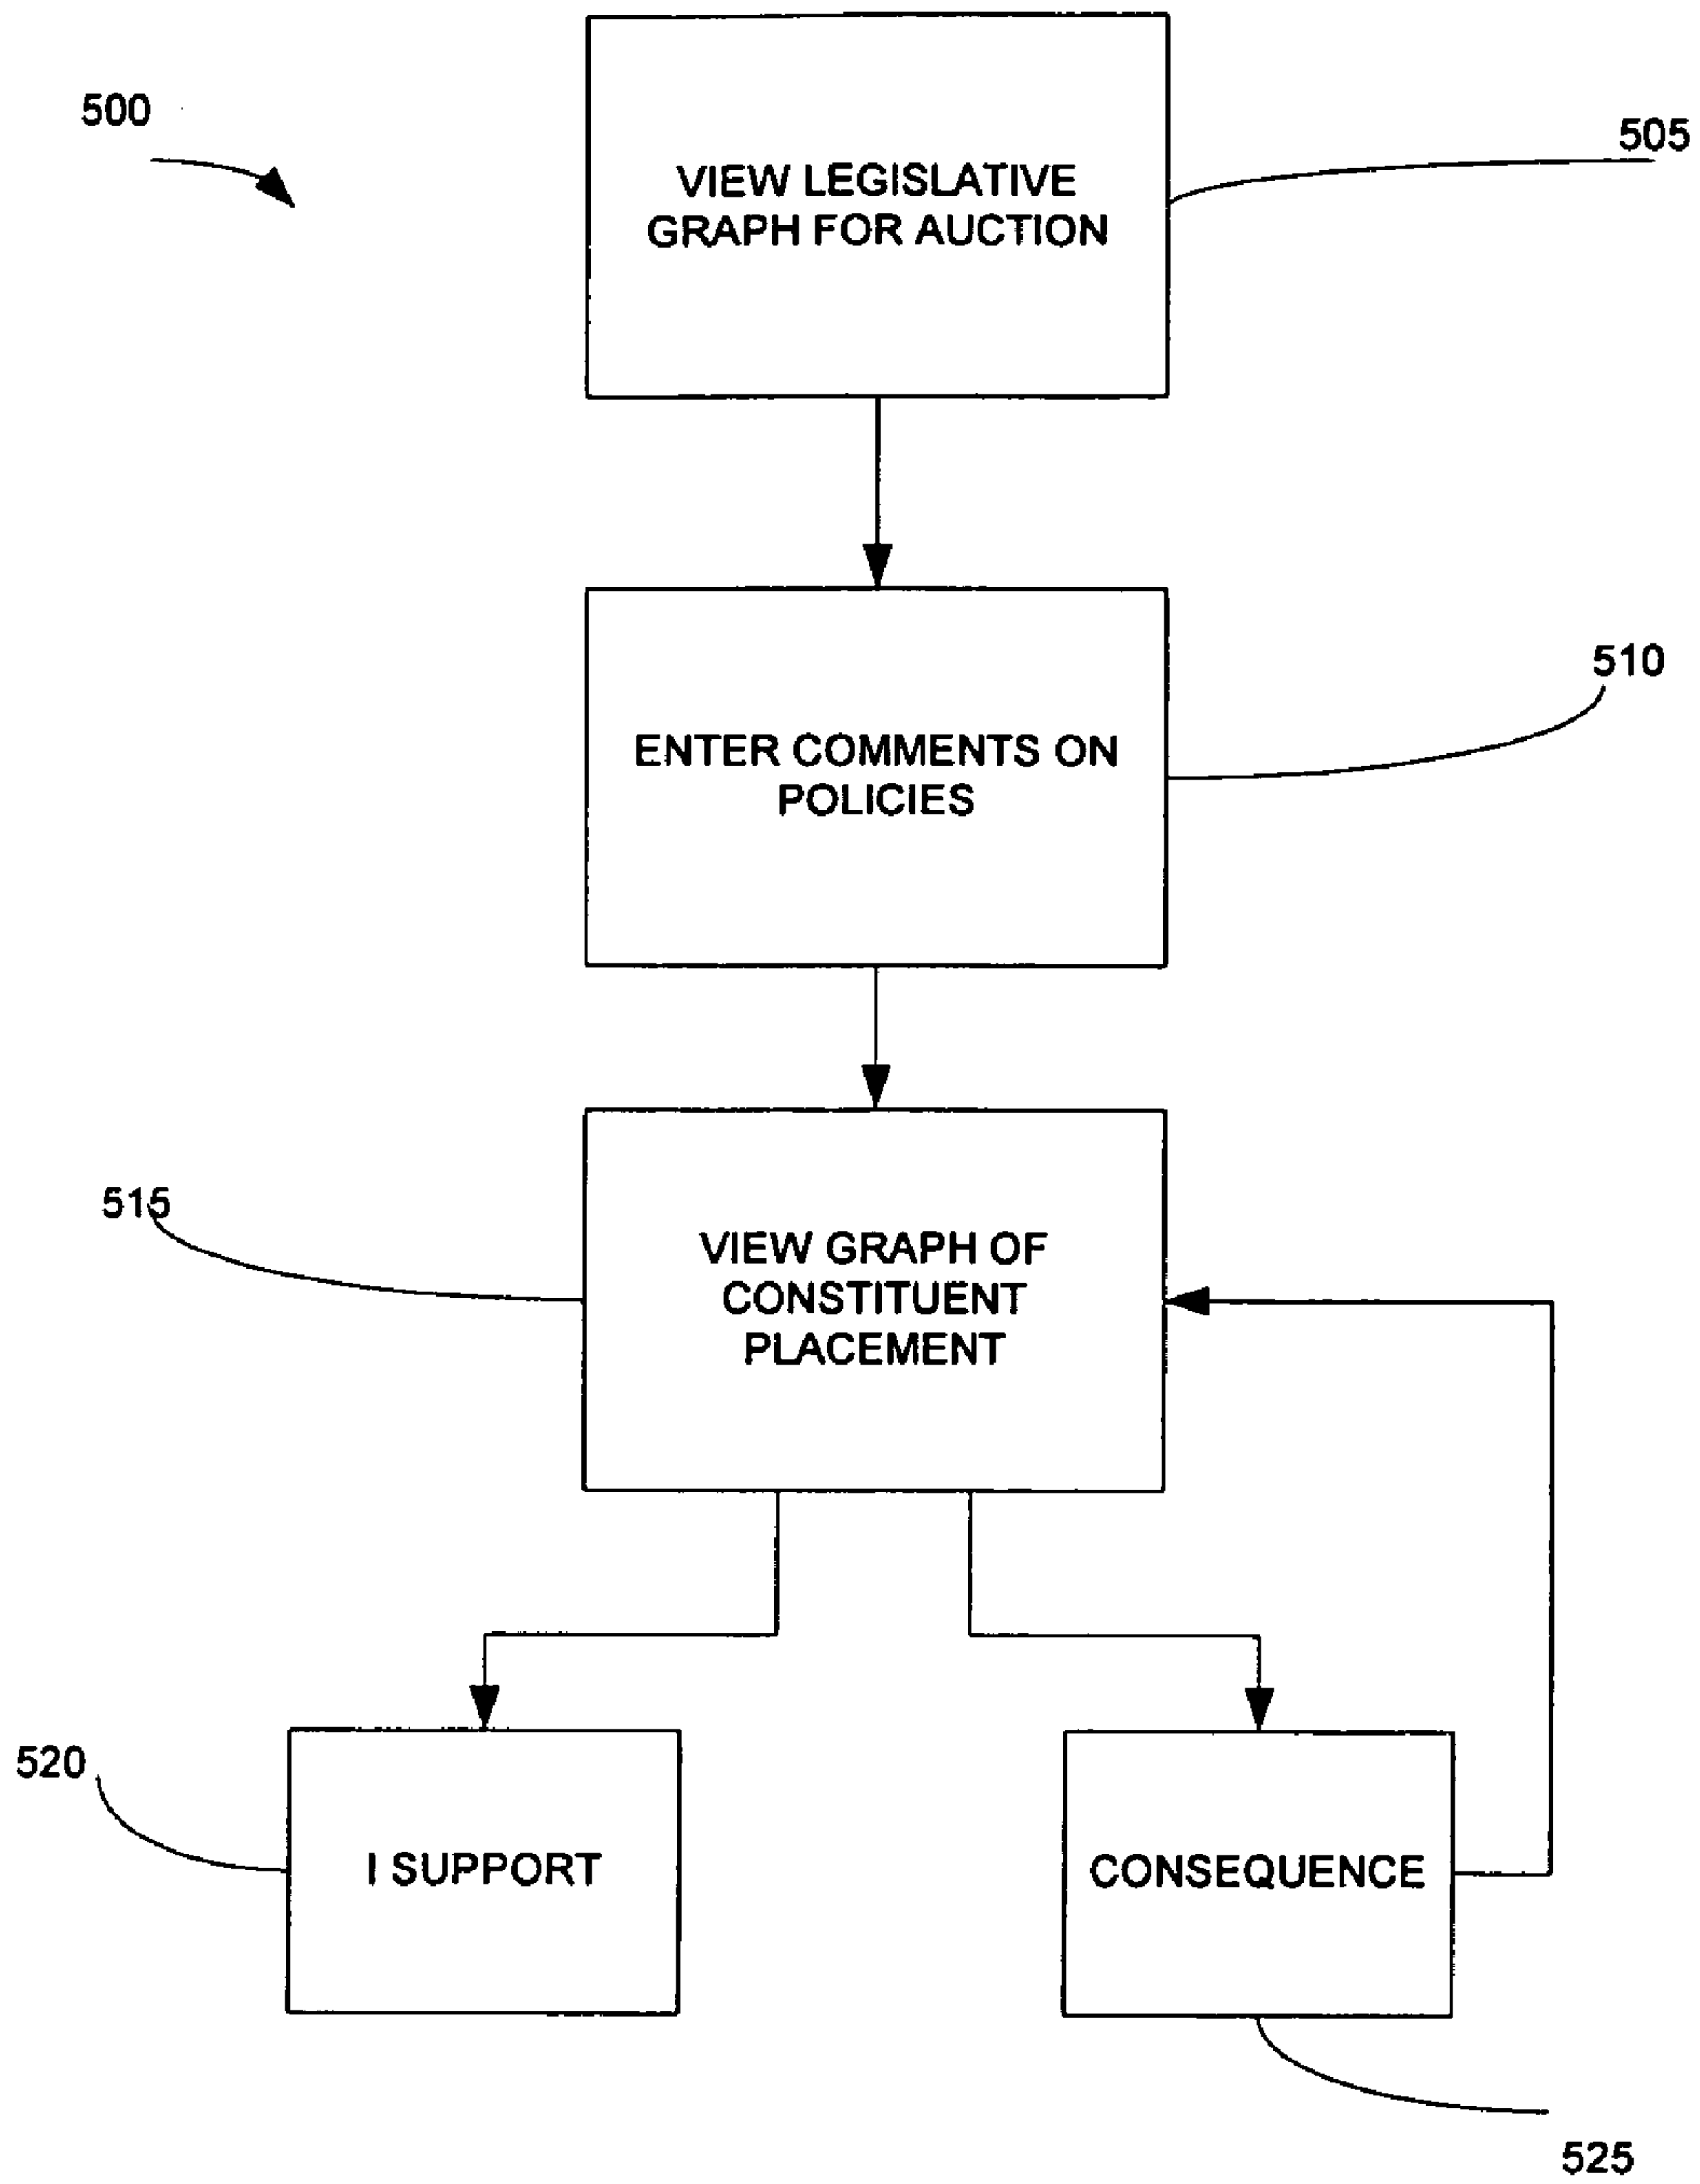 500
505
VIEW LEGISLATIVE
GRAPH FOR AUCTION
510
ENTER COMMENTS ON
POLICIES
515
VIEW GRAPH OF
CONSTITUENT
PLACEMENT
520
I SUPPORT
CONSEQUENCE
525